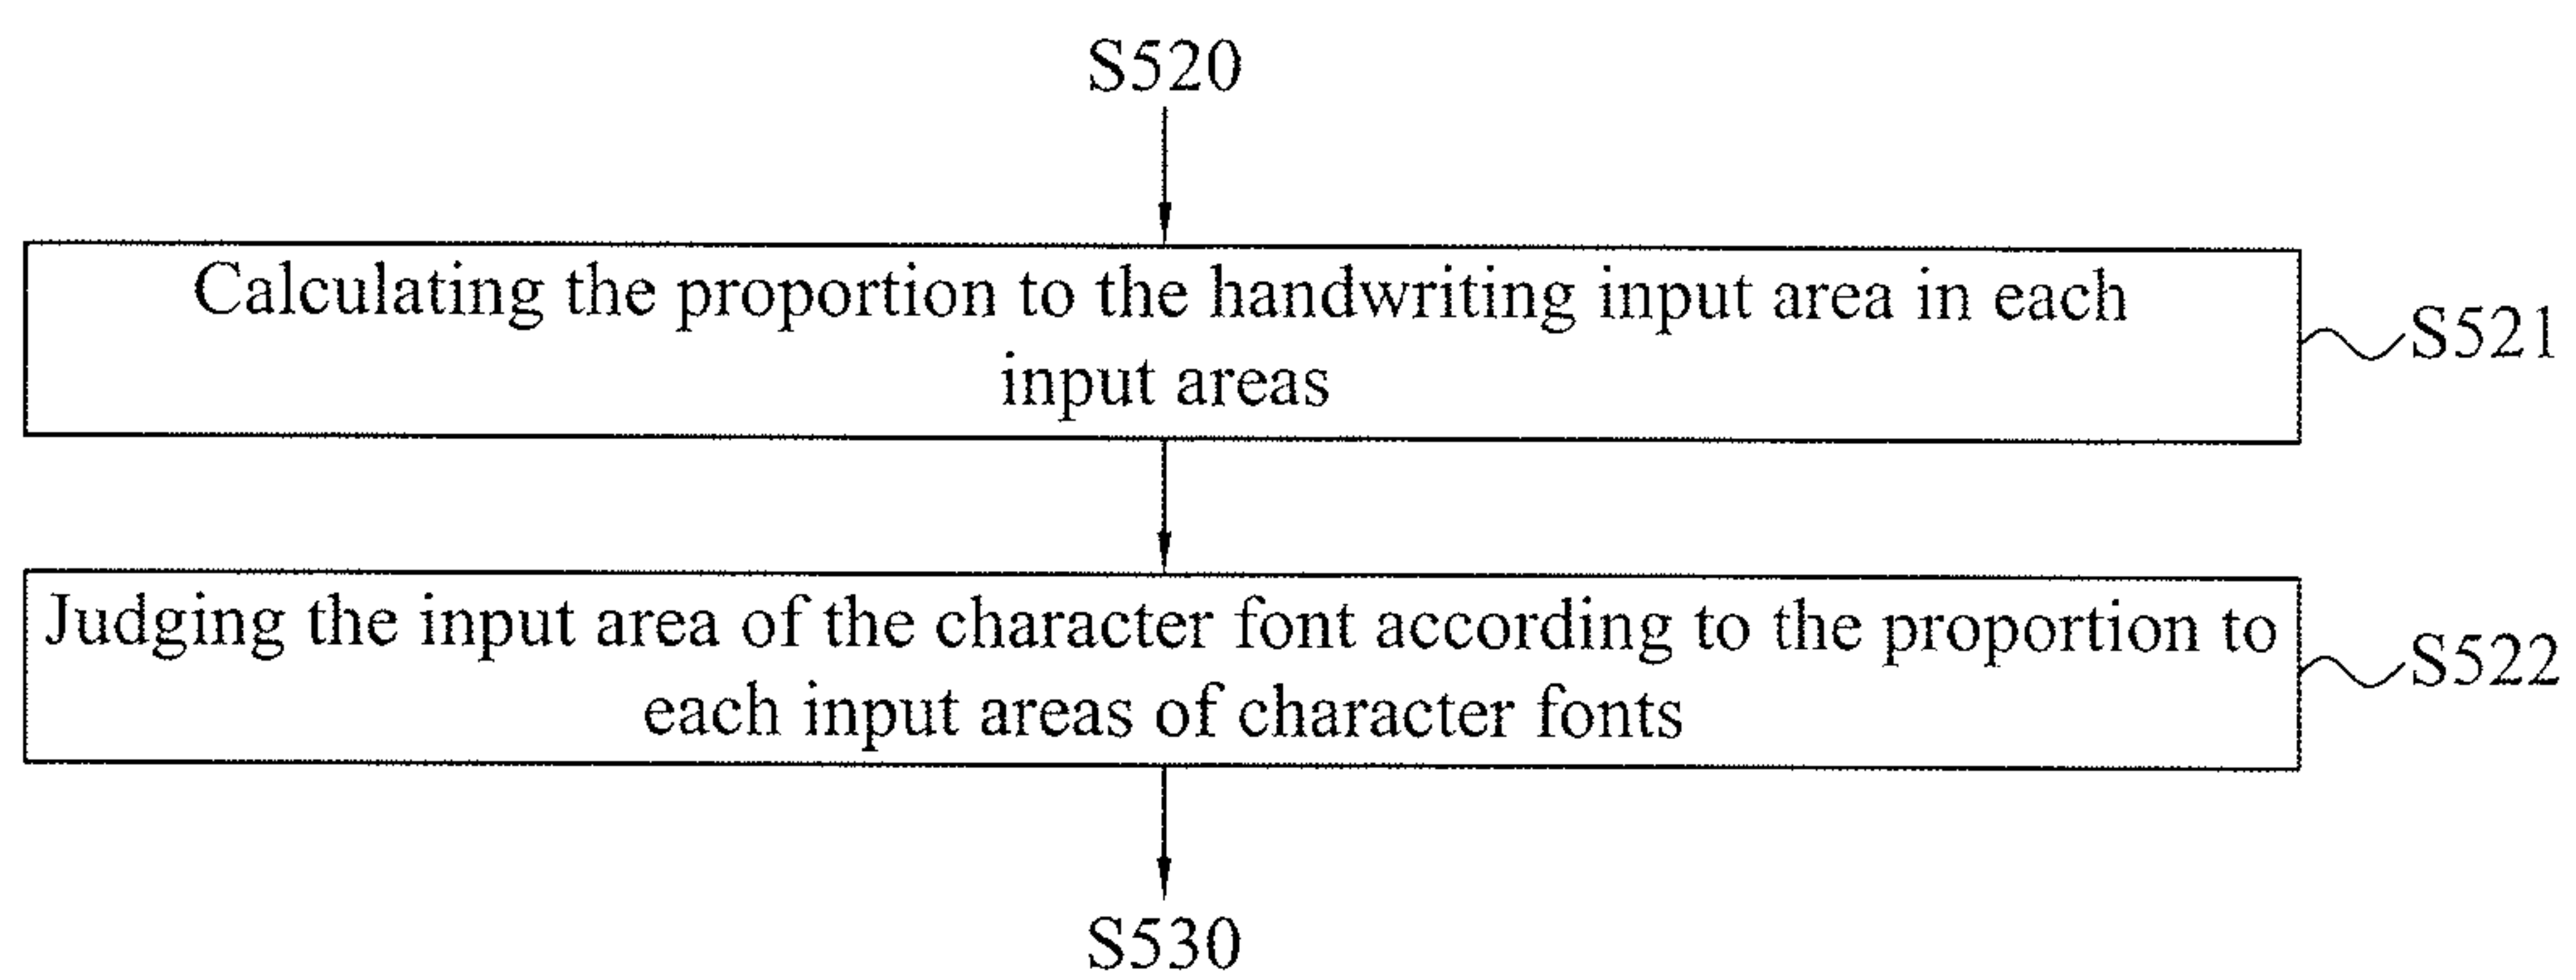 S520
Calculating the proportion to the handwriting input area in each
input areas
S521
Judging the input area of the character font according to the proportion to
each input areas of character fonts
S522
S530